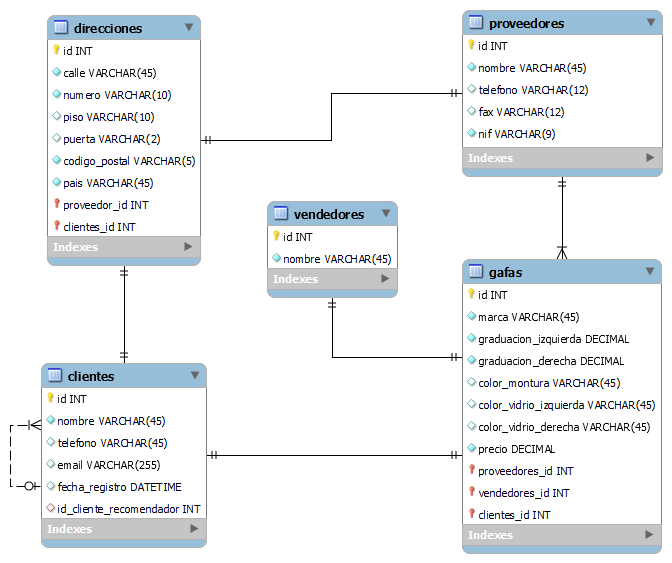 direcciones
id INT
calle VARCHAR(45)
numero VARCHAR(10)
piso VARCHAR(10)
puerta VARCHAR(2)
codigo_postal VARCHAR(5)
pais VARCHAR(45)
proveedor_id INT
clientes_id INT
Indexes
proveedores
id INT
nombre VARCHAR(45)
telefono VARCHAR(12)
fax VARCHAR(12)
nif VARCHAR(9)
Indexes
vendedores
id INT
nombre VARCHAR(45)
Indexes
gafas
id INT
marca VARCHAR(45)
graduacion_izquierda DECIMAL
graduacion_derecha DECIMAL
color_montura VARCHAR(45)
color_vidrio_izquierda VARCHAR(45)
color_vidrio_derecha VARCHAR(45)
precio DECIMAL
proveedores_id INT
vendedores_id INT
clientes_id INT
Indexes
clientes
id INT
nombre VARCHAR(45)
telefono VARCHAR(45)
email VARCHAR(255)
fecha_registro DATETIME
id_cliente_recomendador INT
Indexes